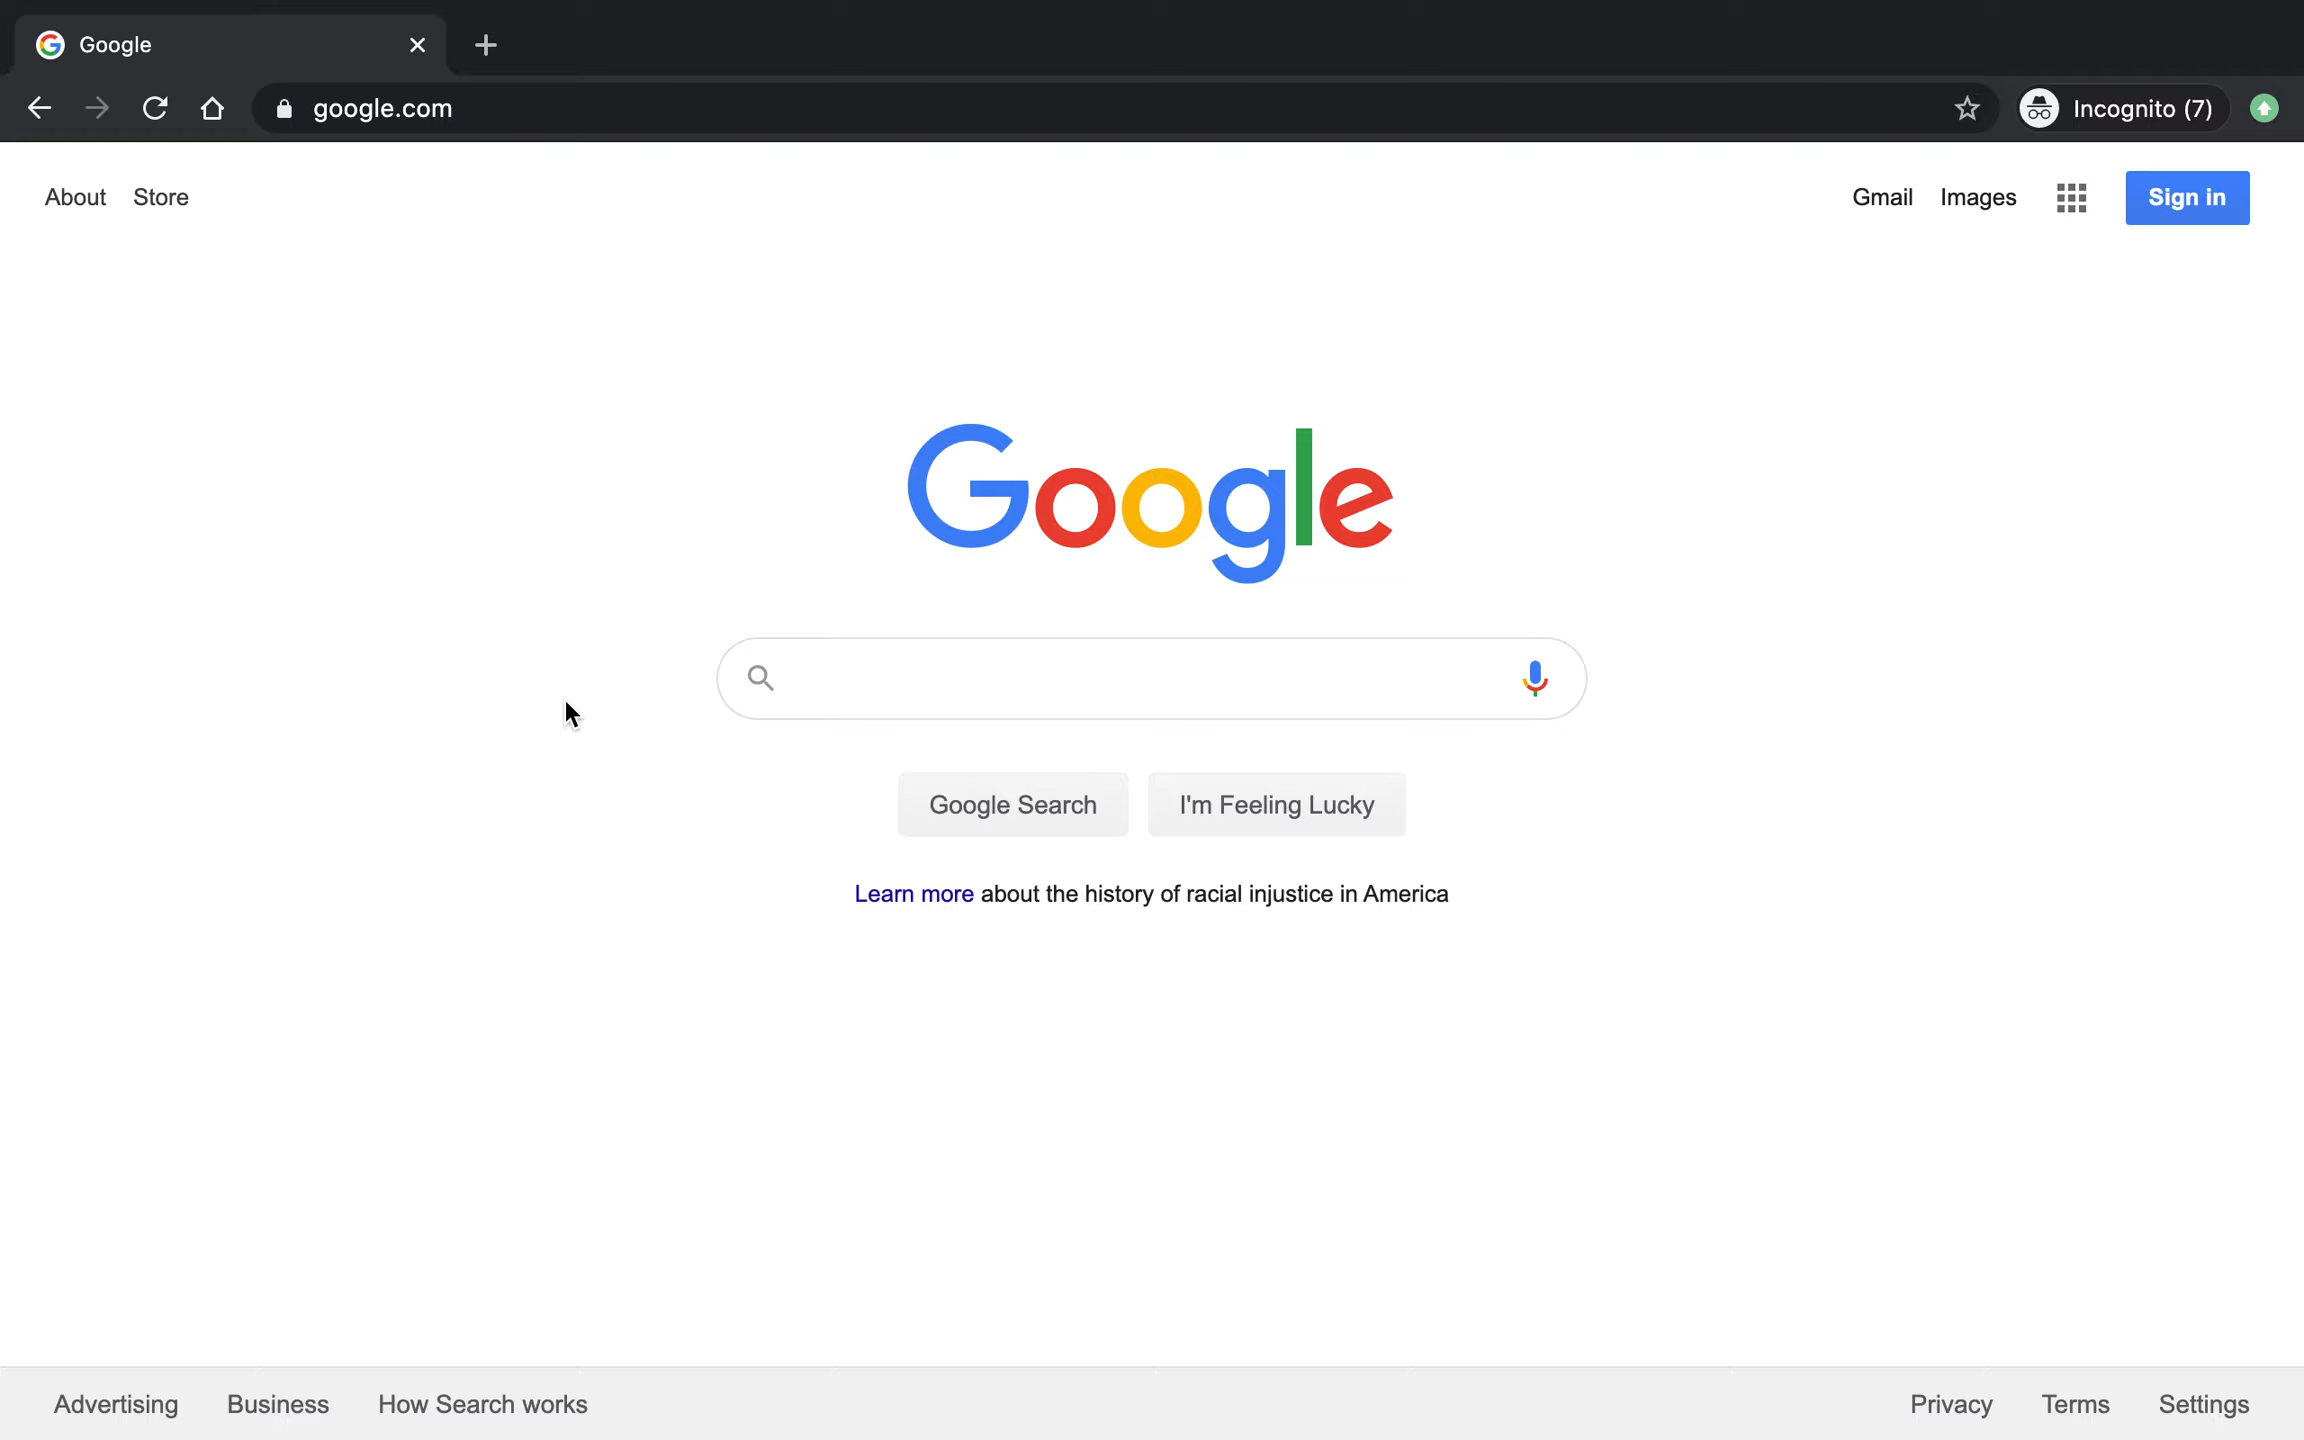 Google
google.com
Incognito (7)
About Store
Gmail Images
Sign in
Google
Google Search
I'm Feeling Lucky
Learn more about the history of racial injustice in America
Advertising Business How Search works
Privacy Terms Settings